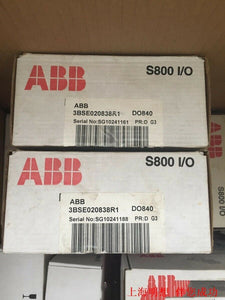 ABB
S800 I/O
ABB
3BSE020838R1 DO840
Serial No:SG10241161 PR:D G3
ABB
S800 I/O
ABB
3BSE020838R1 DO840
Serial No:SG10241188 PR:D G3